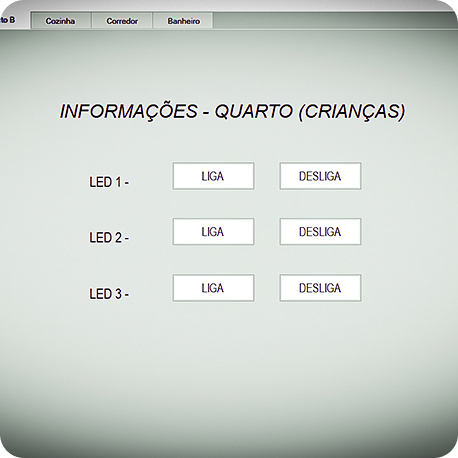 to B Cozinha Corredor Banheiro
INFORMAÇÕES - QUARTO (CRIANÇAS)
LED 1 - LIGA DESLIGA
LED 2 - LIGA DESLIGA
LED 3 - LIGA DESLIGA